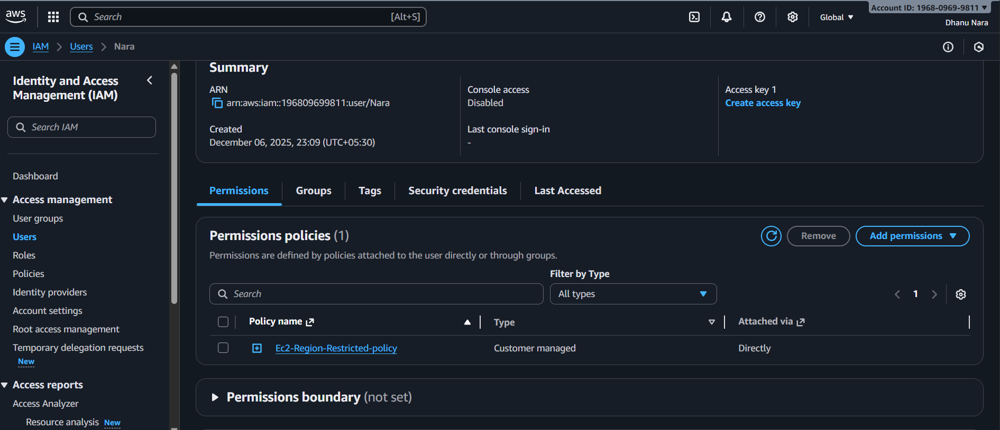 aws
Search
[Alt+S]
Global
Account ID: 1968-0969-9811
Dhanu Nara
IAM
Users
Nara
Identity and Access
Management (IAM)
Search IAM
Dashboard
Access management
User groups
Users
Roles
Policies
Identity providers
Account settings
Root access management
Temporary delegation requests
New
Access reports
Access Analyzer
Resource analysis New
Summary
ARN
arn:aws:iam::196809699811:user/Nara
Created
December 06, 2025, 23:09 (UTC+05:30)
Console access
Disabled
Last console sign-in
-
Access key 1
Create access key
Permissions
Groups
Tags
Security credentials
Last Accessed
Permissions policies (1)
Remove
Add permissions
Permissions are defined by policies attached to the user directly or through groups.
Filter by Type
Search
All types
1
Policy name
Type
Attached via
Ec2-Region-Restricted-policy
Customer managed
Directly
Permissions boundary (not set)